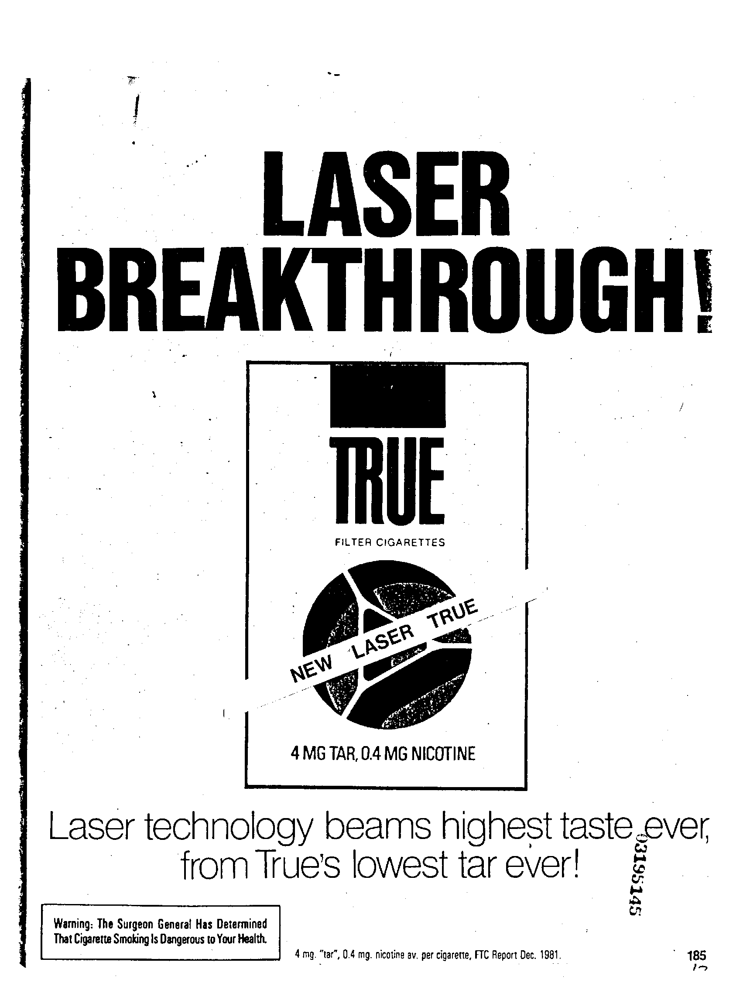 LASER
BREAKTHROUGH!
TRUE
FILTER CIGARETTES
NEW LASER TRUE
4 MG TAR, 0.4 MG NICOTINE
Laser technology beams highest taste ever,
from True's lowest tar ever!
03195145
Warning: The Surgeon General Has Determined
That Cigarette Smoking Is Dangerous to Your Health.
4 mg. "tar", 0.4 mg. nicotine av. per cigarette, FTC Report Dec. 1981.
185